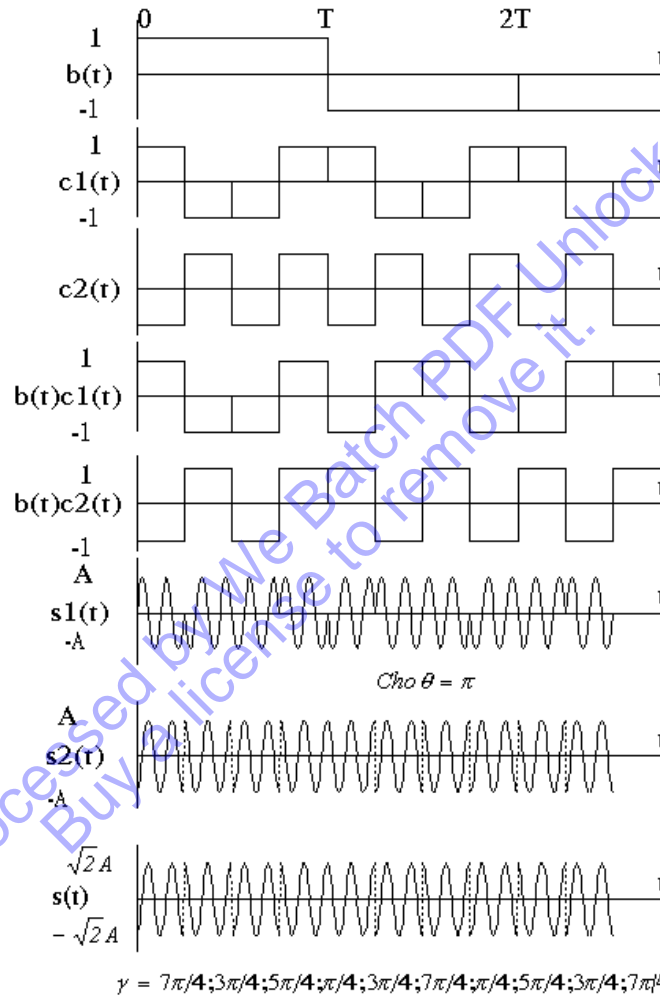 0 T 2T
1
b(t)
-1
t
1
c1(t)
-1
t
c2(t)
t
1
b(t)c1(t)
-1
t
1
b(t)c2(t)
-1
t
A
s1(t)
-A
t
Cho θ = π
A
s2(t)
-A
t
√2 A
s(t)
− √2 A
t
γ = 7π/4;3π/4;5π/4;π/4;3π/4;7π/4;π/4;5π/4;3π/4;7π/
ocessed by We Batch PDF Unlock
Buy a license to remove it.